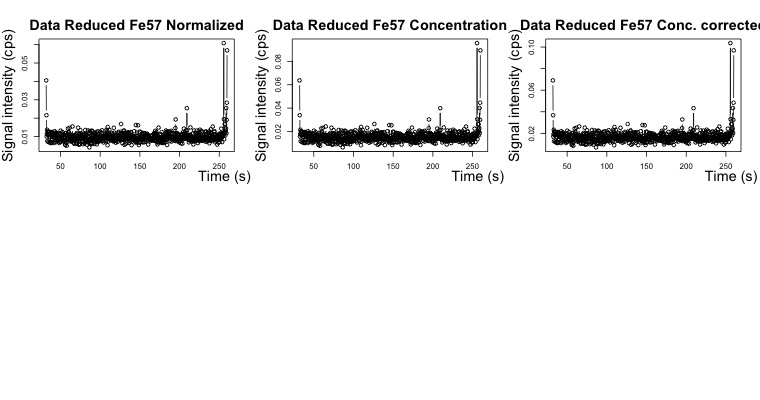 Data Reduced Fe57 Normalized
Signal intensity (cps)
0.01
0.03
0.05
50
100
150
200
250
Time (s)
Data Reduced Fe57 Concentration
Signal intensity (cps)
0.02
0.04
0.06
0.08
50
100
150
200
250
Time (s)
Data Reduced Fe57 Conc. corrected
Signal intensity (cps)
0.02
0.06
0.10
50
100
150
200
250
Time (s)